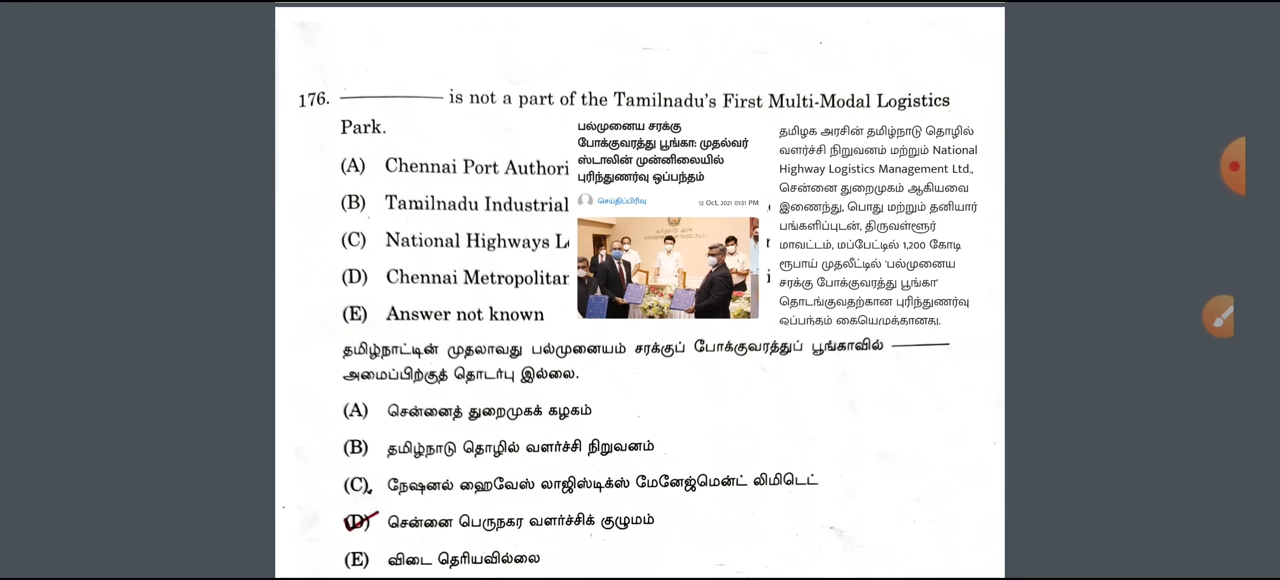 176. ———— is not a part of the Tamilnadu's First Multi-Modal Logistics
Park.
(A) Chennai Port Authori
(B) Tamilnadu Industrial
(C) National Highways L
(D) Chennai Metropolitan
(E) Answer not known
பல்முனைய சரக்கு
போக்குவரத்து பூங்கா: முதல்வர்
ஸ்டாலின் முன்னிலையில்
புரிந்துணர்வு ஒப்பந்தம்
செய்திப்பிரிவு 12 Oct, 2021 01:51 PM
தமிழக அரசின் தமிழ்நாடு தொழில்
வளர்ச்சி நிறுவனம் மற்றும் National
Highway Logistics Management Ltd.,
சென்னை துறைமுகம் ஆகியவை
இணைந்து, பொது மற்றும் தனியார்
பங்களிப்புடன், திருவள்ளூர்
மாவட்டம், மப்பேட்டில் 1,200 கோடி
ரூபாய் முதலீட்டில் 'பல்முனைய
சரக்கு போக்குவரத்து பூங்கா'
தொடங்குவதற்கான புரிந்துணர்வு
ஒப்பந்தம் கையெழுத்தானது.
தமிழ்நாட்டின் முதலாவது பல்முனையம் சரக்குப் போக்குவரத்துப் பூங்காவில் ————
அமைப்பிற்குத் தொடர்பு இல்லை.
(A) சென்னைத் துறைமுகக் கழகம்
(B) தமிழ்நாடு தொழில் வளர்ச்சி நிறுவனம்
(C) நேஷனல் ஹைவேஸ் லாஜிஸ்டிக்ஸ் மேனேஜ்மென்ட் லிமிடெட்
(D) சென்னை பெருநகர வளர்ச்சிக் குழுமம்
(E) விடை தெரியவில்லை